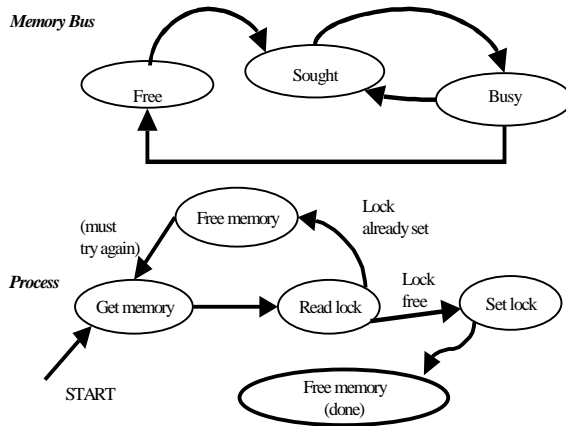 Memory Bus
Free
Sought
Busy
Free memory
Lock
already set
(must
try again)
Process
Get memory
Read lock
Lock
free
Set lock
START
Free memory
(done)